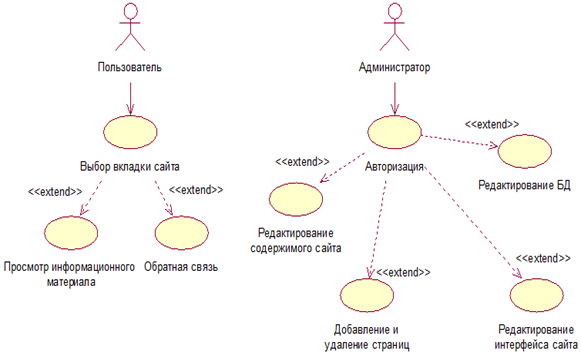 Пользователь
Администратор
<<extend>>
Выбор вкладки сайта
<<extend>>
Авторизация
<<extend>>
<<extend>>
Редактирование БД
Редактирование
содержимого сайта
Просмотр информационного
материала
Обратная связь
<<extend>>
<<extend>>
Добавление и
удаление страниц
Редактирование
интерфейса сайта